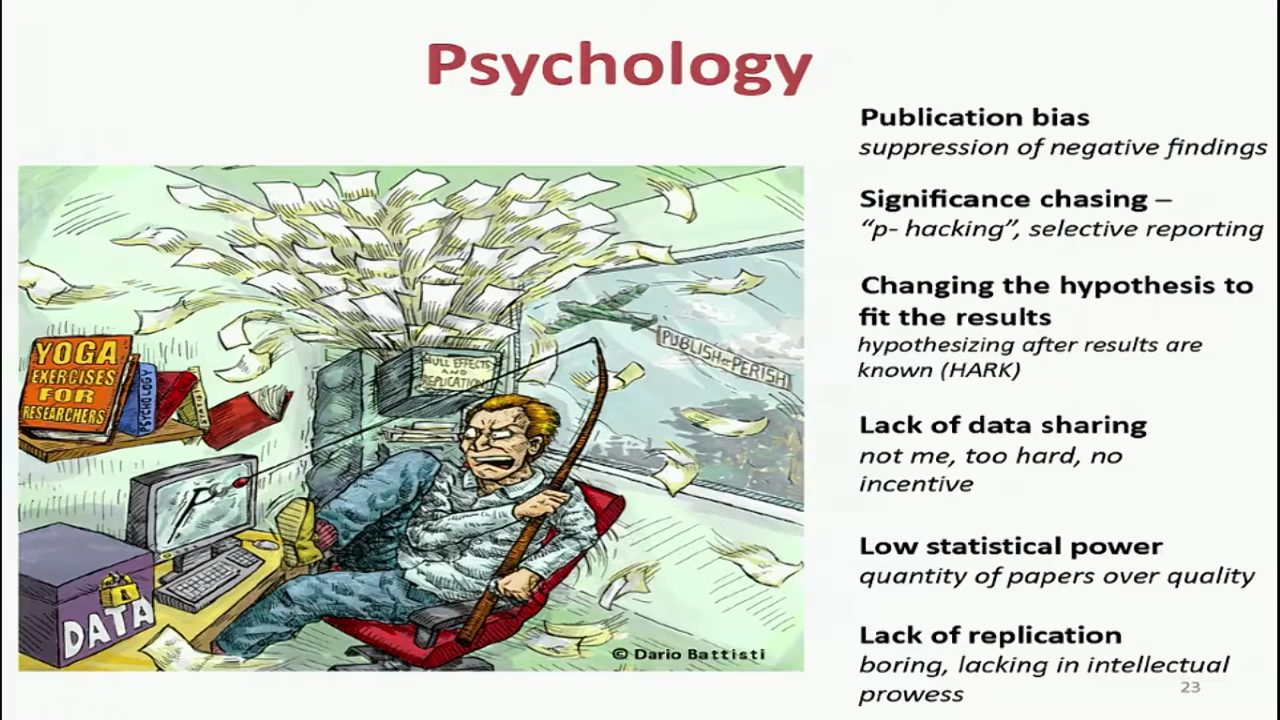 Psychology
Publication bias
suppression of negative findings
Significance chasing –
“p- hacking”, selective reporting
Changing the hypothesis to
fit the results
hypothesizing after results are
known (HARK)
Lack of data sharing
not me, too hard, no
incentive
Low statistical power
quantity of papers over quality
Lack of replication
boring, lacking in intellectual
prowess
23
YOGA
EXERCISES
FOR
RESEARCHERS
PSYCHOLOGY
NULL EFFECTS
AND
REPLICATION
PUBLISH or PERISH
DATA
© Dario Battisti